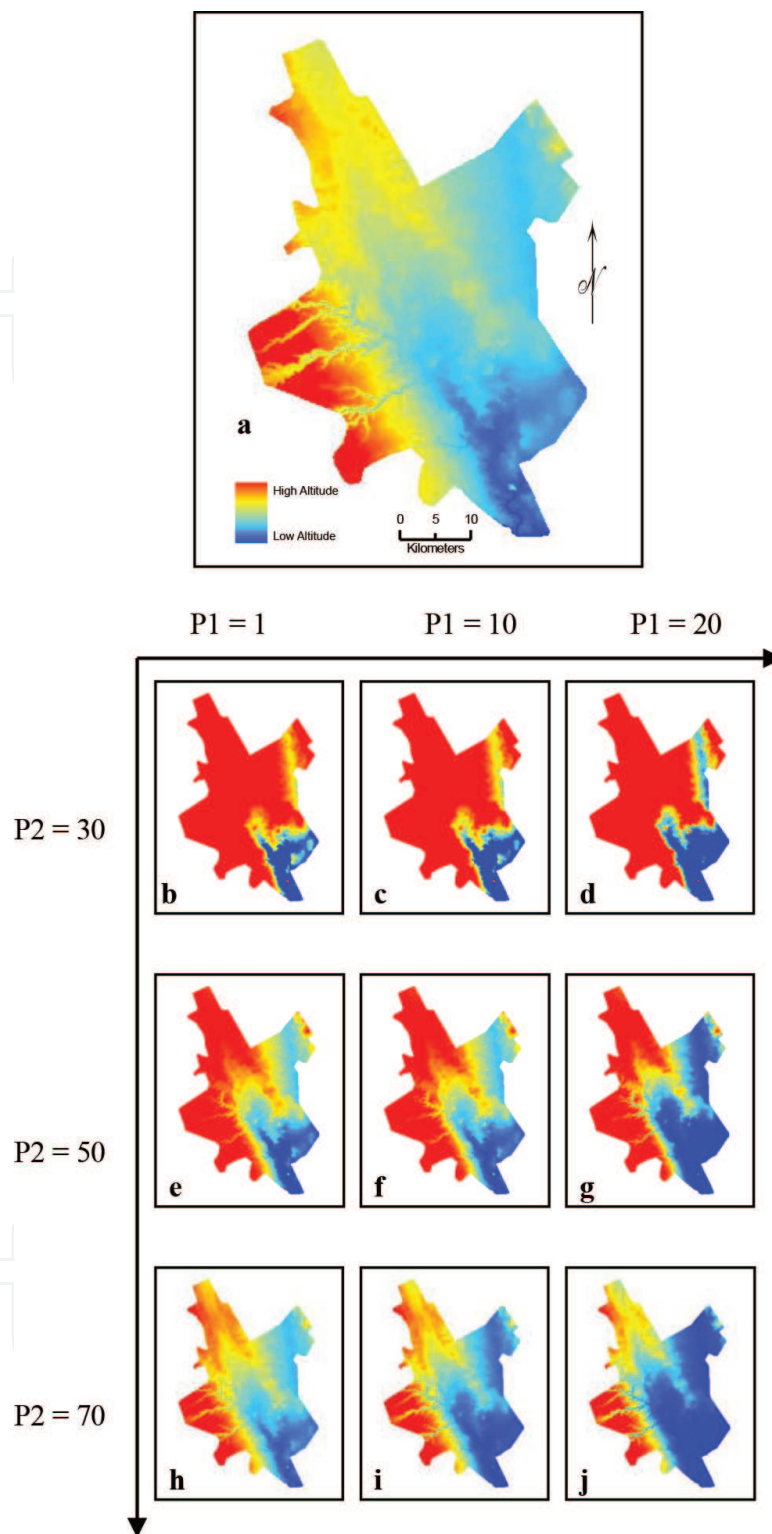 N
a
High Altitude
Low Altitude
0 5 10
Kilometers
P1 = 1 P1 = 10 P1 = 20
P2 = 30
b c d
P2 = 50
e f g
P2 = 70
h i j